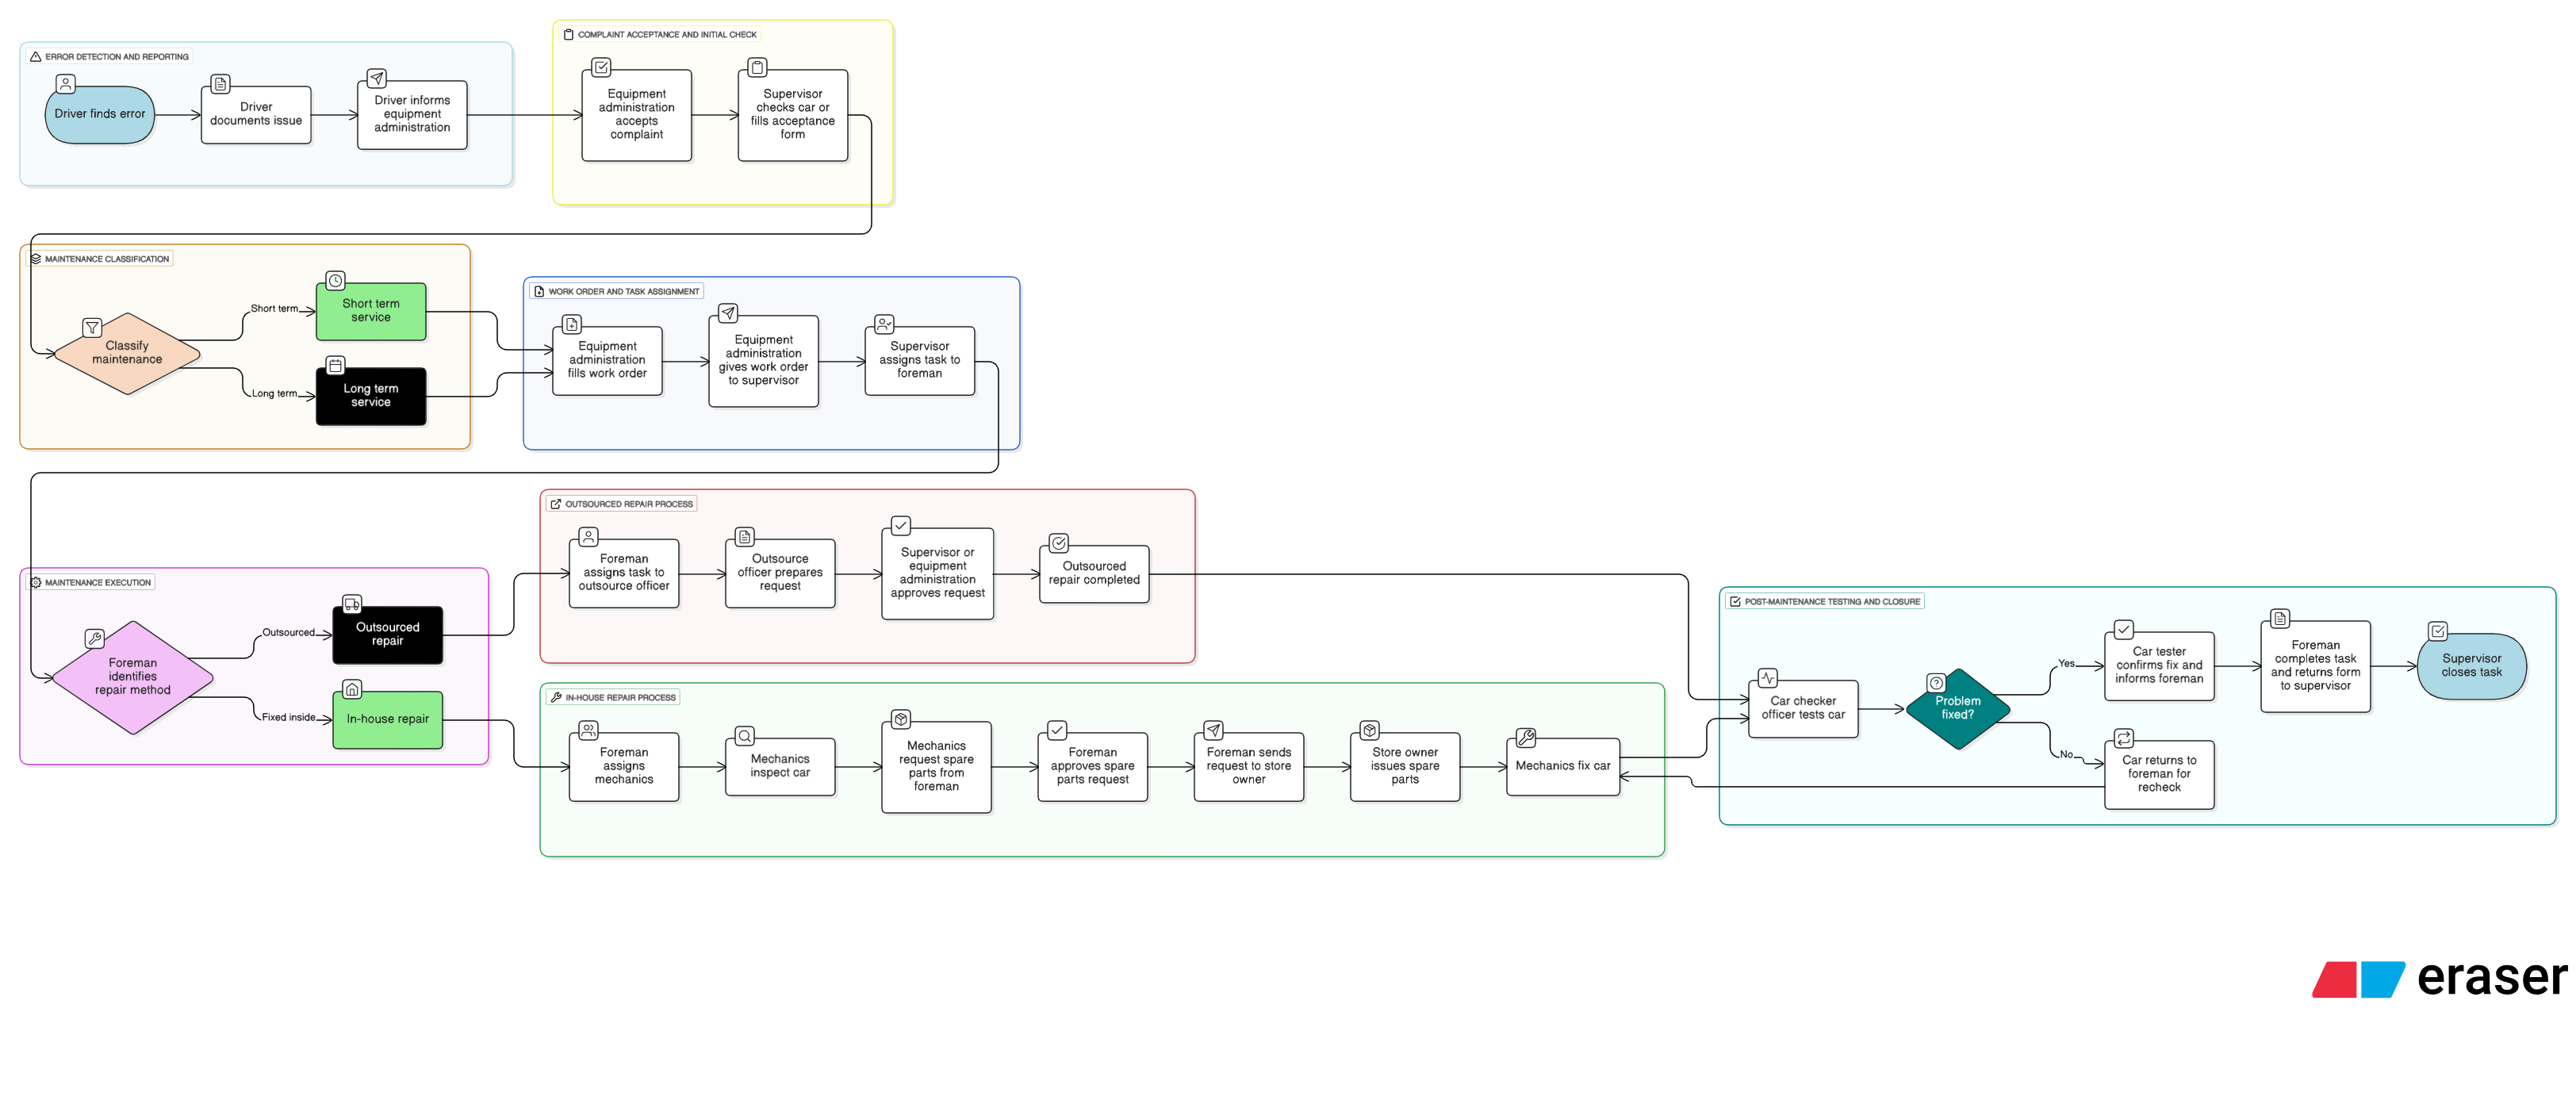 ERROR DETECTION AND REPORTING
Driver finds error
Driver
documents issue
Driver informs
equipment
administration
COMPLAINT ACCEPTANCE AND INITIAL CHECK
Equipment
administration
accepts
complaint
Supervisor
checks car or
fills acceptance
form
MAINTENANCE CLASSIFICATION
Classify
maintenance
Short term
Short term
service
Long term
Long term
service
WORK ORDER AND TASK ASSIGNMENT
Equipment
administration
fills work order
Equipment
administration
gives work order
to supervisor
Supervisor
assigns task to
foreman
MAINTENANCE EXECUTION
Foreman
identifies
repair method
Outsourced
Outsourced
repair
Fixed inside
In-house repair
OUTSOURCED REPAIR PROCESS
Foreman
assigns task to
outsource officer
Outsource
officer prepares
request
Supervisor or
equipment
administration
approves request
Outsourced
repair completed
IN-HOUSE REPAIR PROCESS
Foreman
assigns
mechanics
Mechanics
inspect car
Mechanics
request spare
parts from
foreman
Foreman
approves spare
parts request
Foreman sends
request to store
owner
Store owner
issues spare
parts
Mechanics fix car
POST-MAINTENANCE TESTING AND CLOSURE
Car checker
officer tests car
Problem
fixed?
Yes
Car tester
confirms fix and
informs foreman
Foreman
completes task
and returns form
to supervisor
Supervisor
closes task
No
Car returns to
foreman for
recheck
eraser